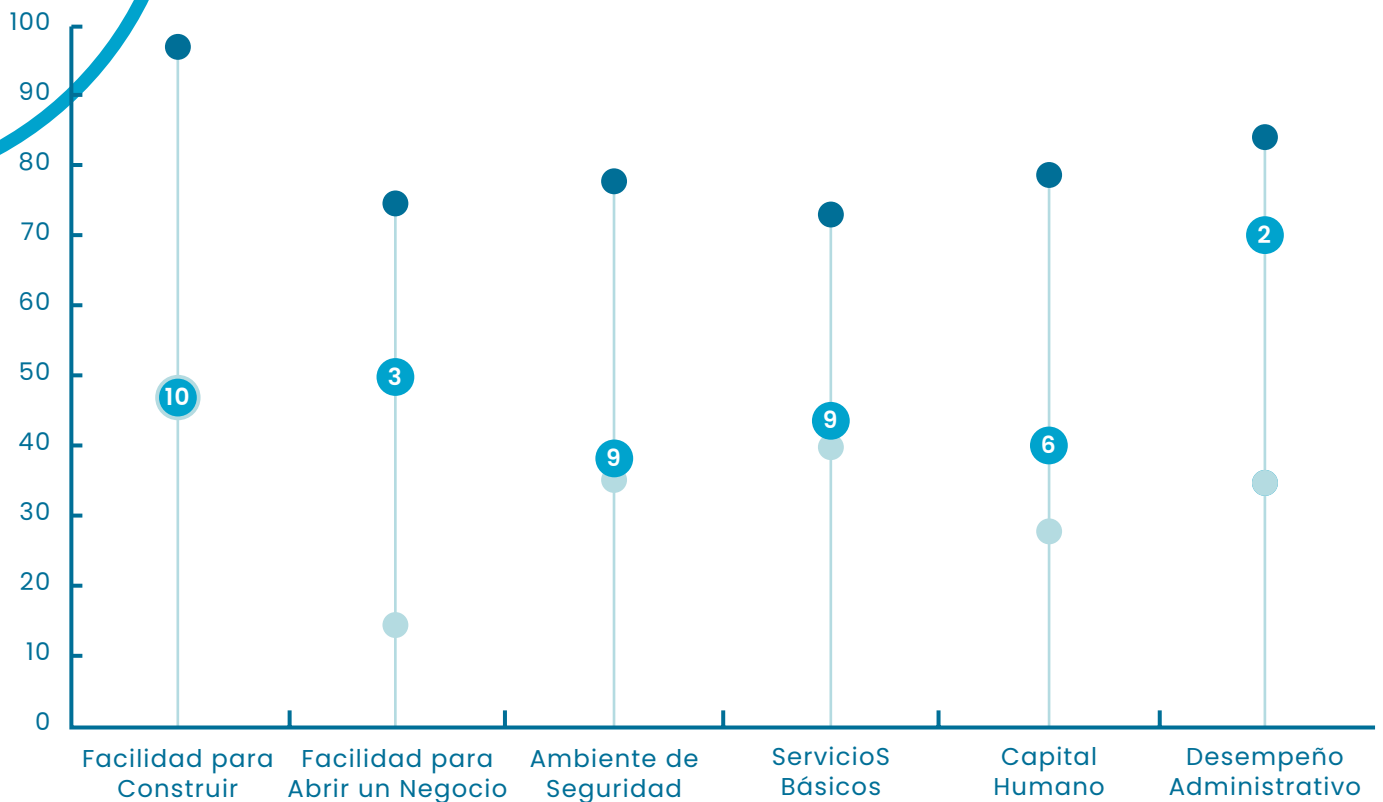 100
90
80
70
60
50
40
30
20
10
0
10
3
9
9
6
2
Facilidad para
Construir
Facilidad para
Abrir un Negocio
Ambiente de
Seguridad
ServicioS
Básicos
Capital
Humano
Desempeño
Administrativo